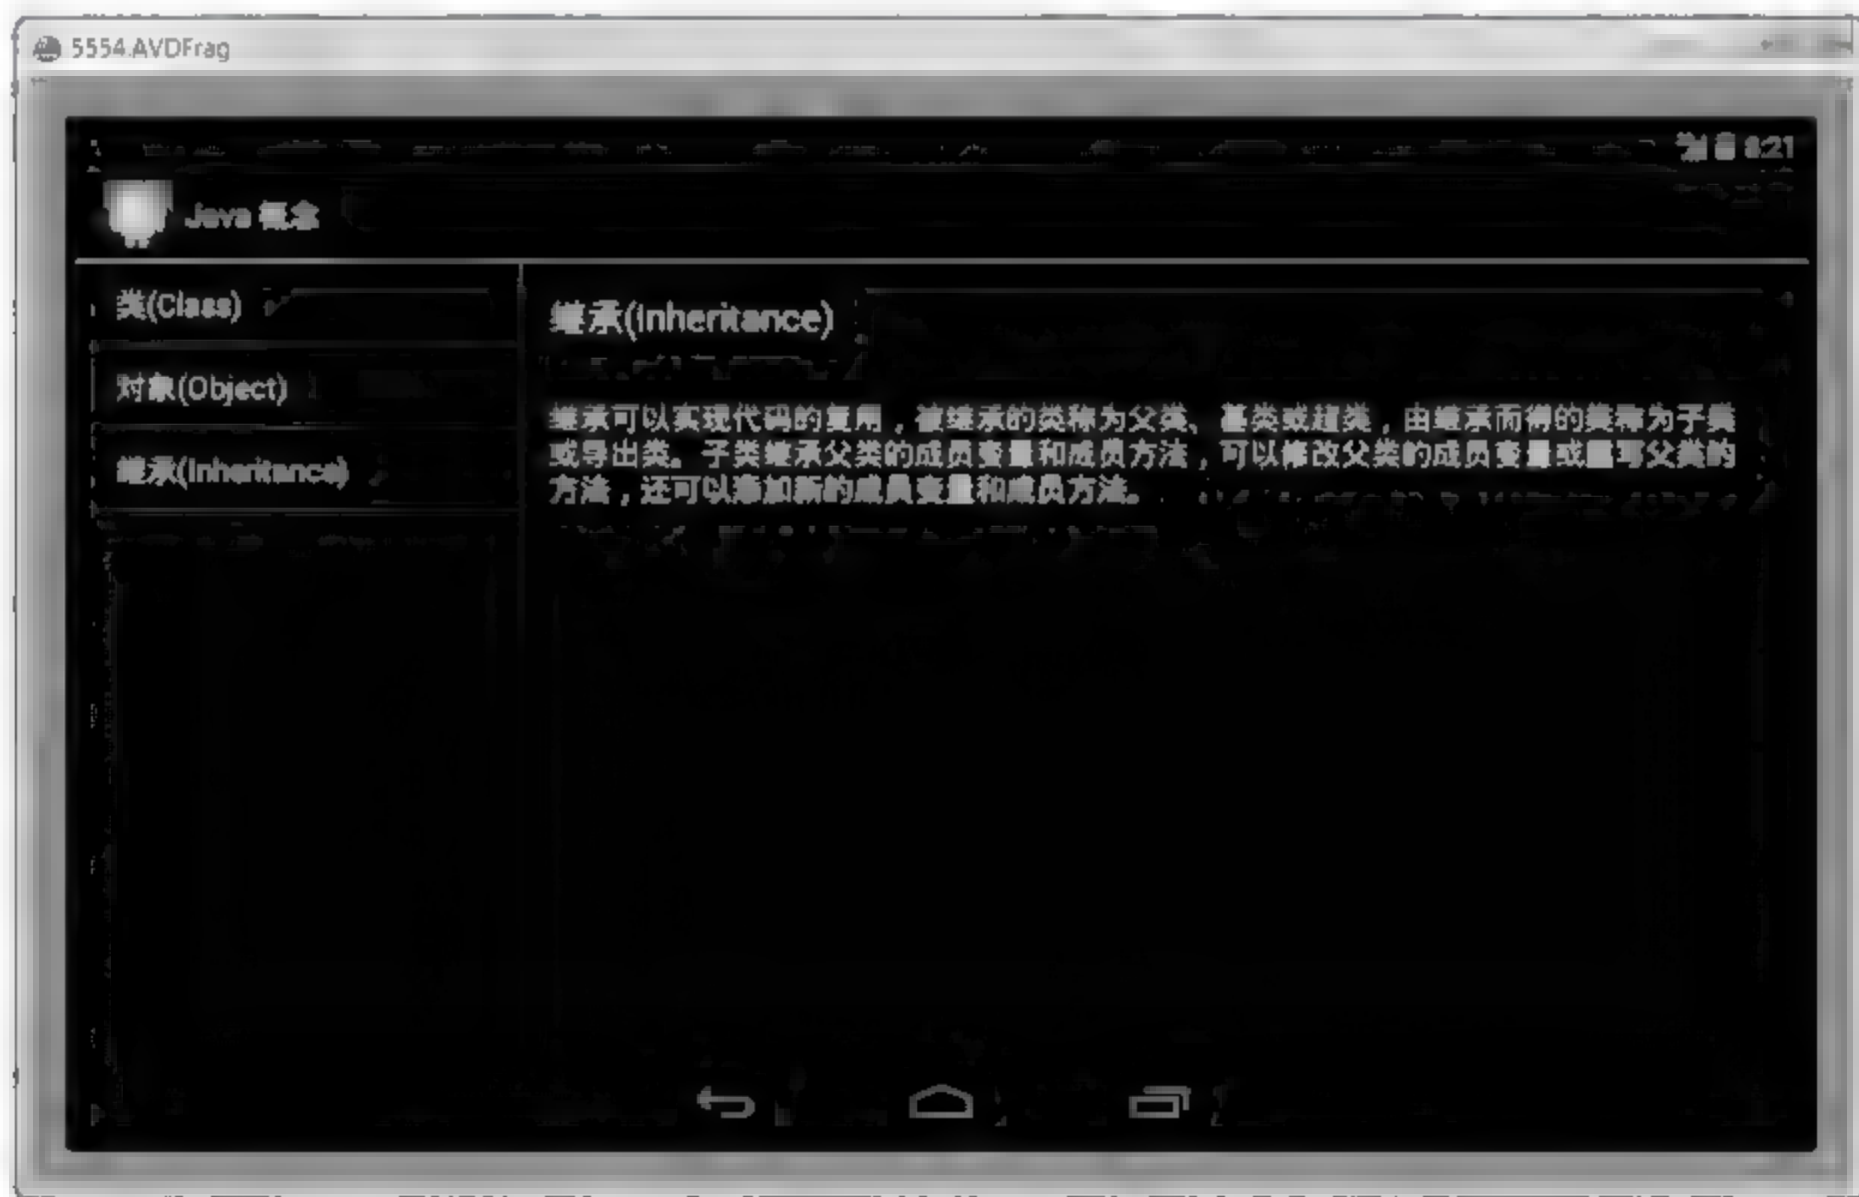 5554:AVDFrag
8:21
Java 概念
类(Class)
对象(Object)
继承(Inheritance)
继承(Inheritance)
继承可以实现代码的复用，被继承的类称为父类、基类或超类，由继承而得的类称为子类
或导出类。子类继承父类的成员变量和成员方法，可以修改父类的成员变量或重写父类的
方法，还可以添加新的成员变量和成员方法。